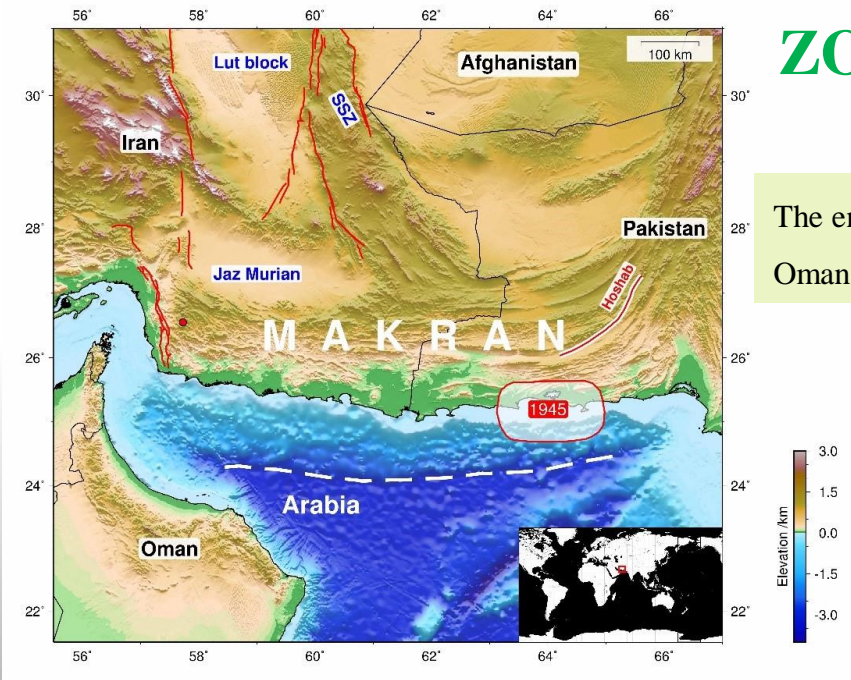 56° 58° 60° 62° 64° 66°
ZO
Lut block
Afghanistan
100 km
30° 30°
SSZ
Iran
The en
28° Pakistan 28°
Oman
Jaz Murian
Hoshab
MAKRAN
26° 26°
1945
3.0
24° 24°
Arabia
1.5
Oman
0.0
Elevation /km
-1.5
22° 22°
-3.0
56° 58° 60° 62° 64° 66°